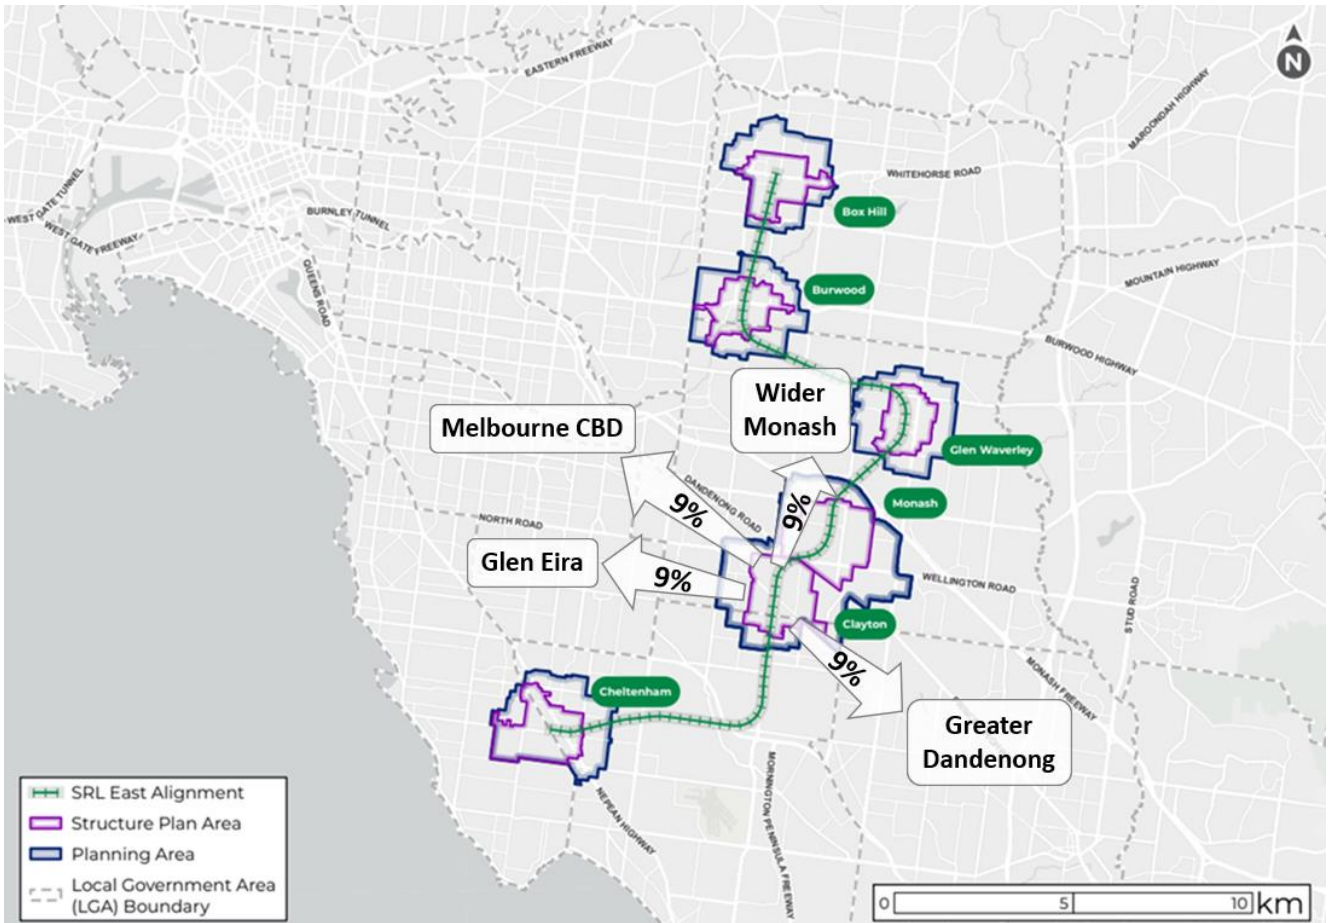 EASTERN FREEWAY
N
MAROONDAH HIGHWAY
WHITEHORSE ROAD
WEST GATE TUNNEL
WEST GATE FREEWAY
BURNLEY TUNNEL
Box Hill
QUEENS ROAD
MOUNTAIN HIGHWAY
Burwood
BURWOOD HIGHWAY
Wider
Monash
Melbourne CBD
Glen Waverley
DANDENONG ROAD
9%
9%
Monash
NORTH ROAD
Glen Eira
9%
WELLINGTON ROAD
STUD ROAD
Clayton
9%
MONASH FREEWAY
Cheltenham
Greater
Dandenong
NEPEAN HIGHWAY
MORNINGTON PENINSULA FREEWAY
SRL East Alignment
Structure Plan Area
Planning Area
Local Government Area
(LGA) Boundary
0 5 10 km